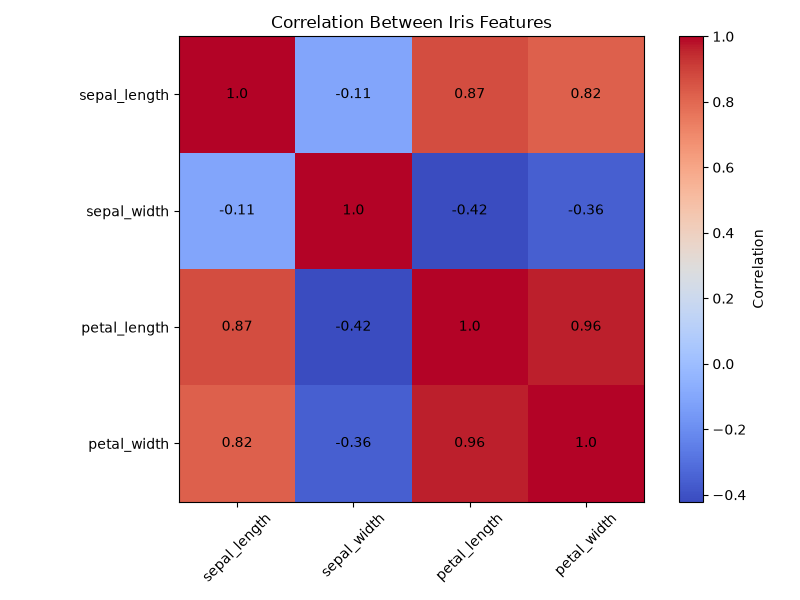 Correlation Between Iris Features
sepal_length 1.0 -0.11 0.87 0.82
sepal_width -0.11 1.0 -0.42 -0.36
petal_length 0.87 -0.42 1.0 0.96
petal_width 0.82 -0.36 0.96 1.0
sepal_length sepal_width petal_length petal_width
1.0
0.8
0.6
0.4
0.2
0.0
−0.2
−0.4
Correlation